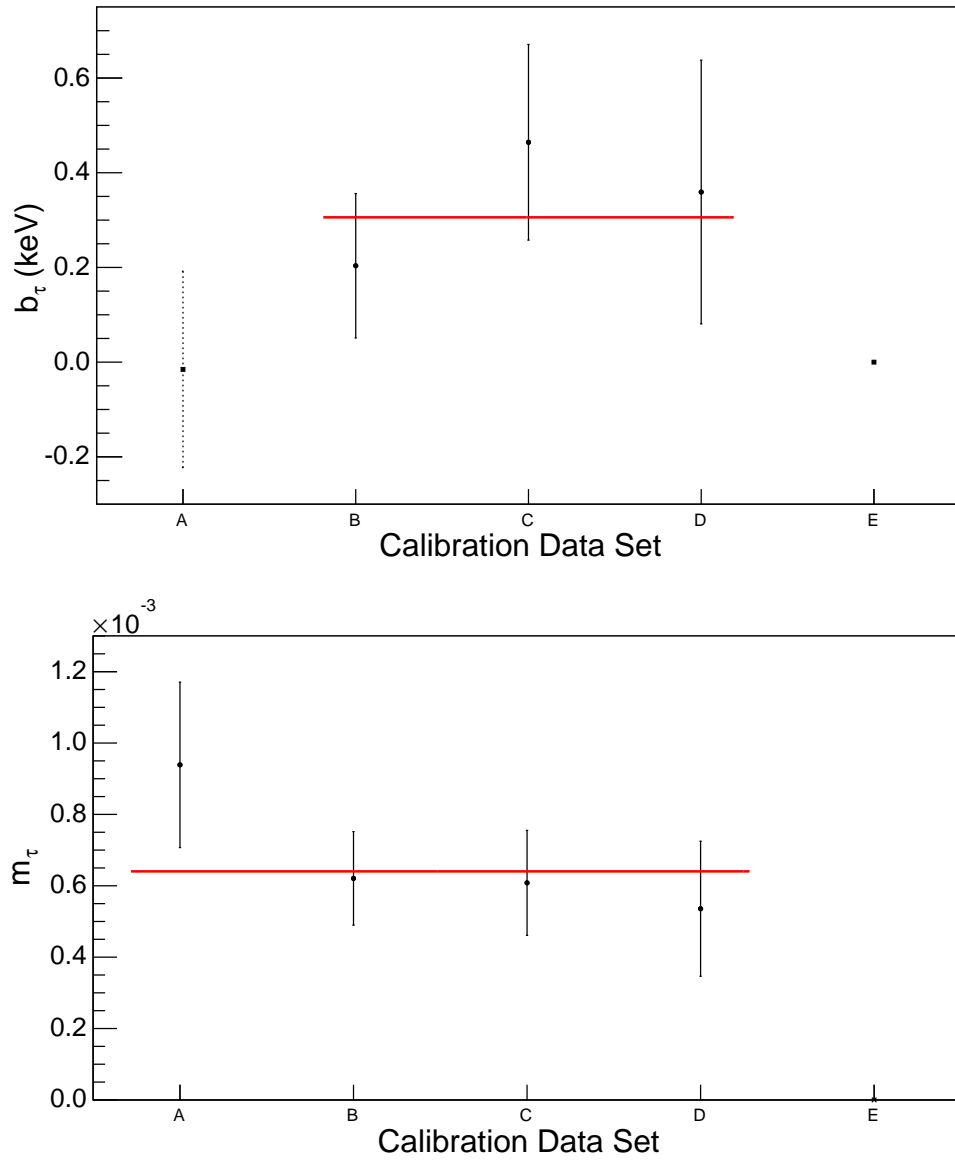 0.6
0.4
0.2
0.0
-0.2
b_τ (keV)
A B C D E
Calibration Data Set
×10^-3
1.2
1.0
0.8
0.6
0.4
0.2
0.0
m_τ
A B C D E
Calibration Data Set